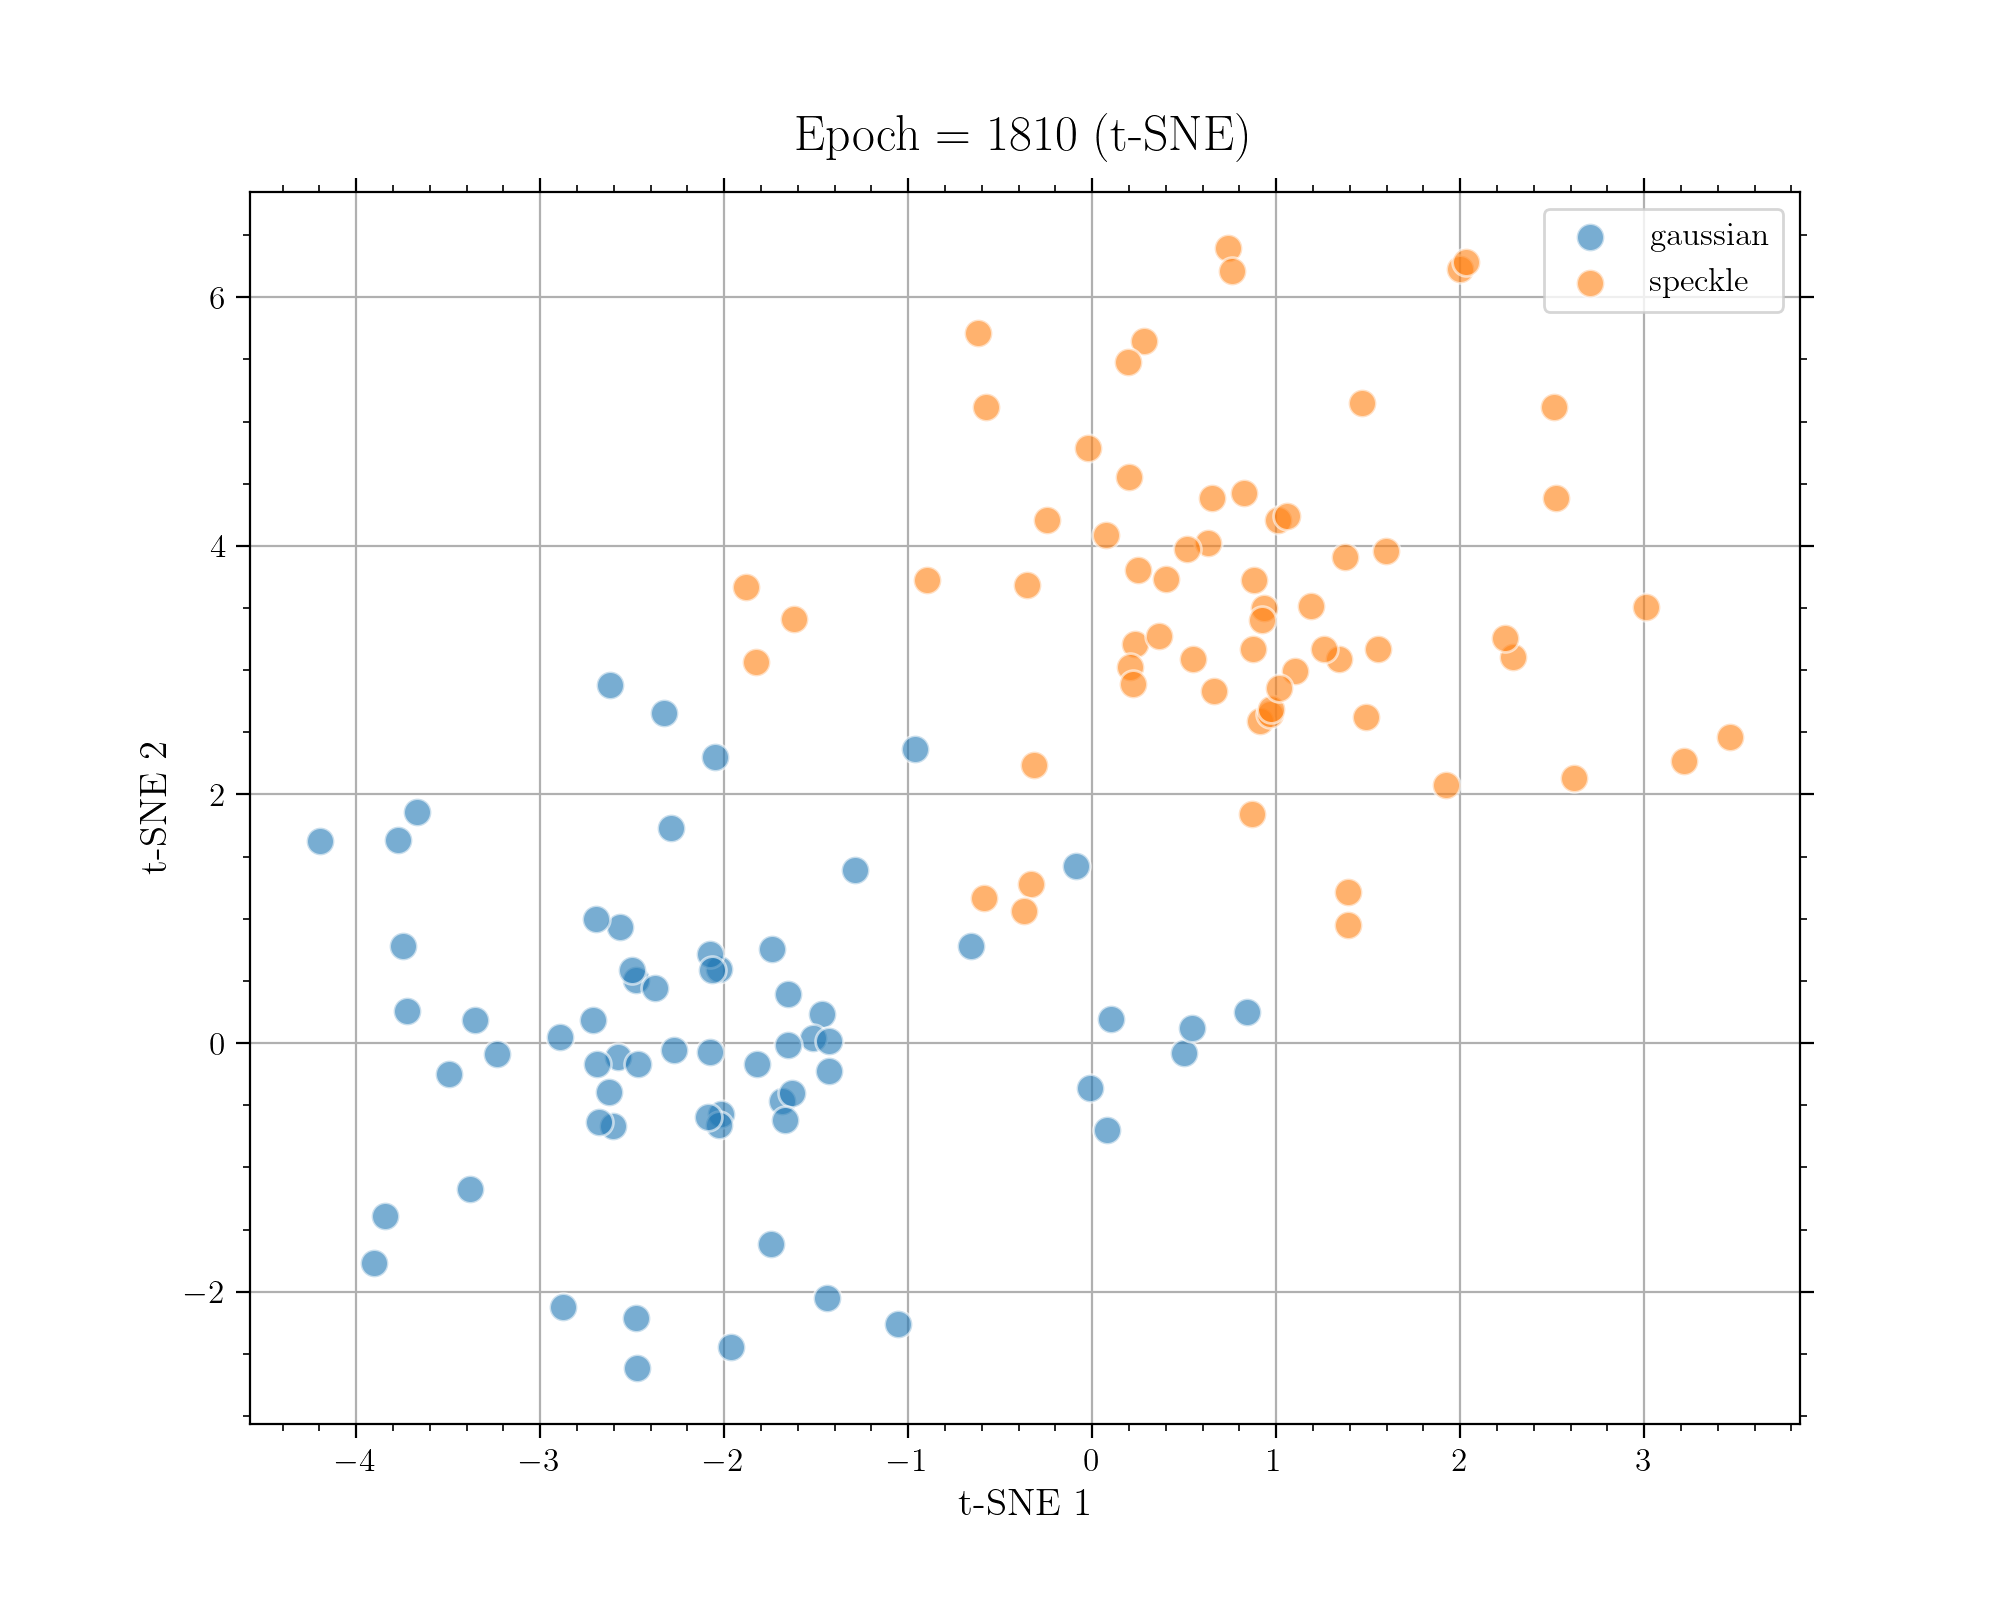 Epoch = 1810 (t-SNE)
gaussian
speckle
6
4
2
0
−2
t-SNE 2
−4
−3
−2
−1
0
1
2
3
t-SNE 1